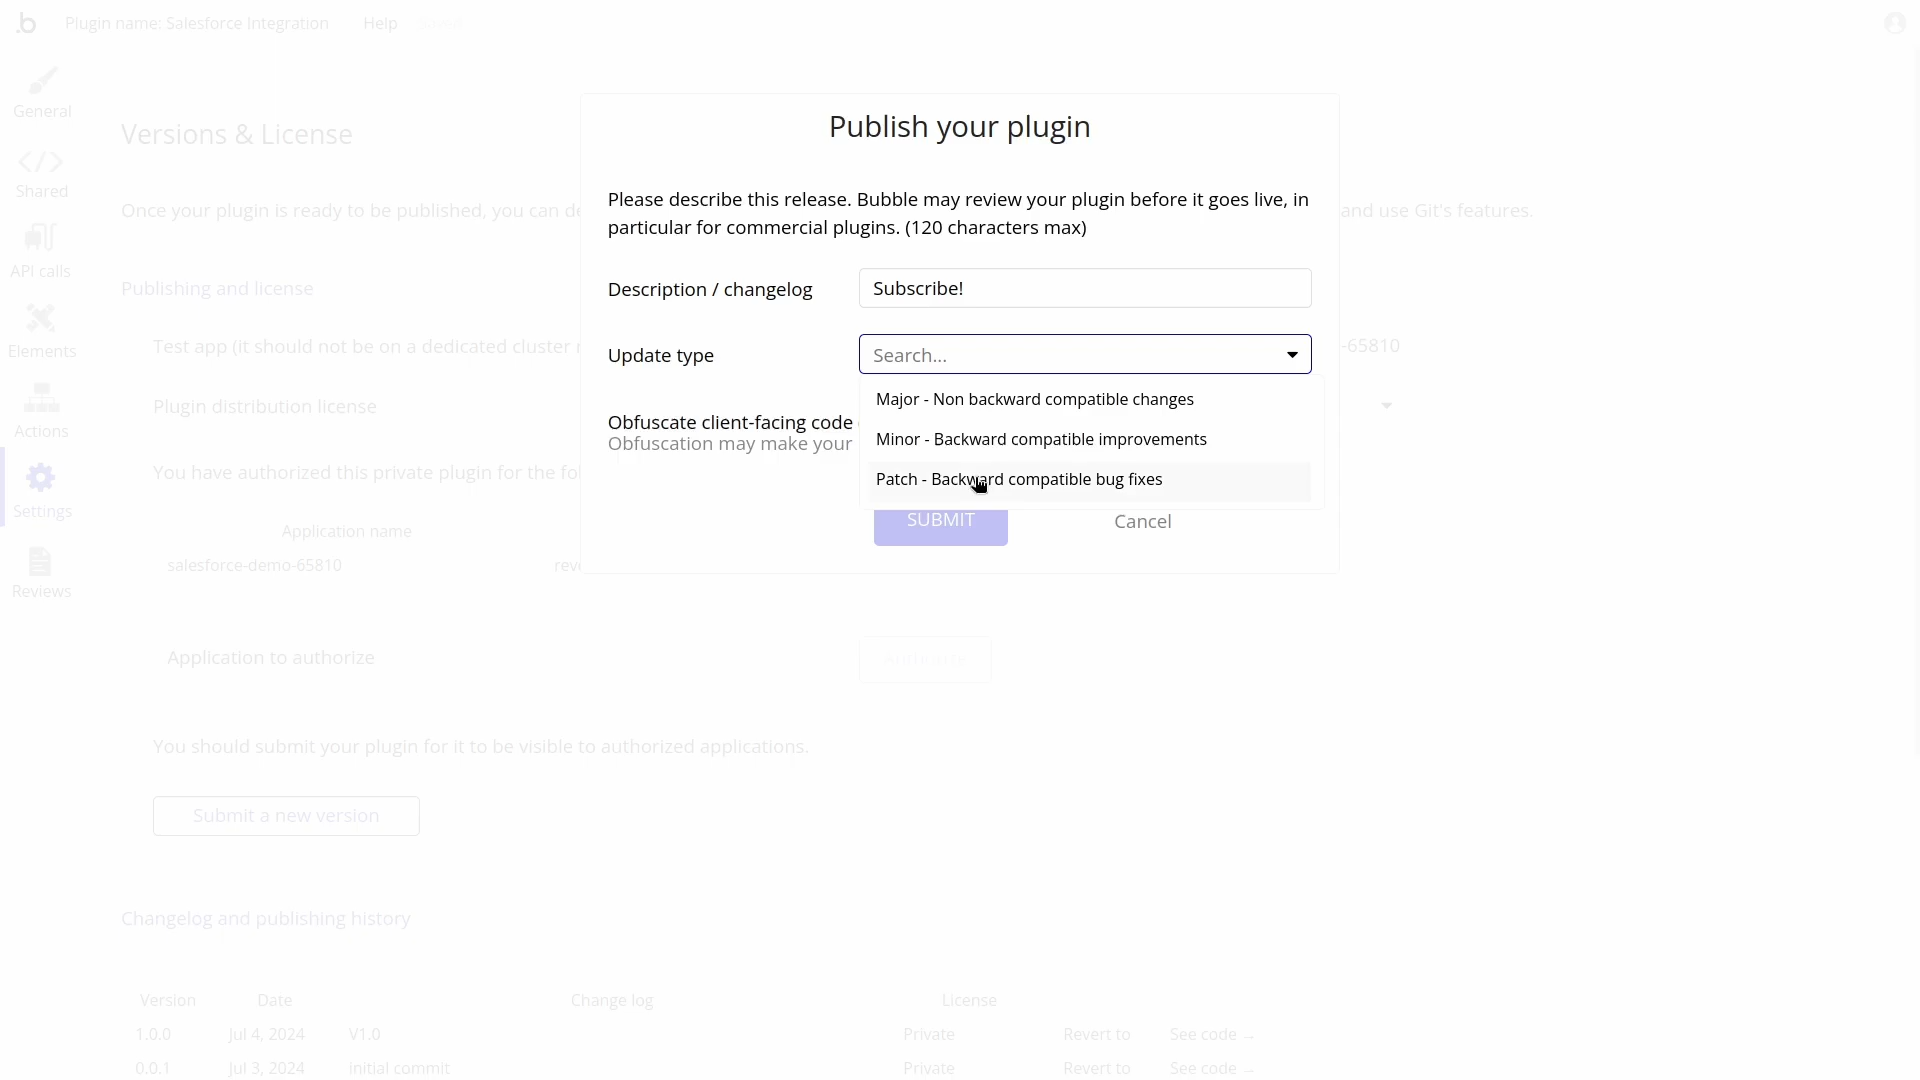 .b
Plugin name: Salesforce Integration
Help
Saved
General
Shared
API calls
Elements
Actions
Settings
Reviews
Versions & License
Once your plugin is ready to be published, you can de
and use Git's features.
Publishing and license
Test app (it should not be on a dedicated cluster
-65810
Plugin distribution license
You have authorized this private plugin for the fol
Application name
salesforce-demo-65810
reve
Application to authorize
You should submit your plugin for it to be visible to authorized applications.
Submit a new version
Publish your plugin
Please describe this release. Bubble may review your plugin before it goes live, in
particular for commercial plugins. (120 characters max)
Description / changelog
Subscribe!
Update type
Search...
Major - Non backward compatible changes
Minor - Backward compatible improvements
Patch - Backward compatible bug fixes
Obfuscate client-facing code
Obfuscation may make your
SUBMIT
Cancel
Changelog and publishing history
Version Date Change log License
1.0.0 Jul 4, 2024 V1.0 Private Revert to See code →
0.0.1 Jul 3, 2024 initial commit Private Revert to See code →